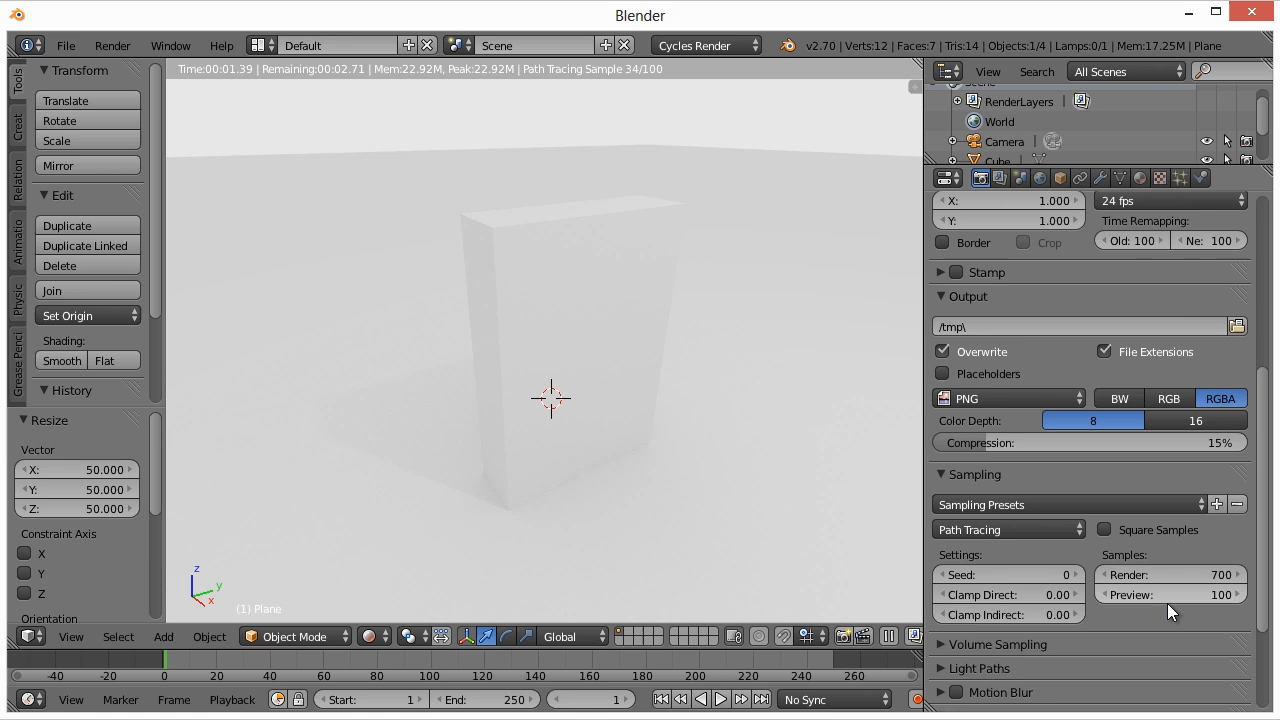 Blender
File Render Window Help Default Scene Cycles Render v2.70 | Verts:12 | Faces:7 | Tris:14 | Objects:1/4 | Lamps:0/1 | Mem:17.25M | Plane
Time:00:01.39 | Remaining:00:02.71 | Mem:22.92M, Peak:22.92M | Path Tracing Sample 34/100
View Search All Scenes
RenderLayers
World
Camera
Cube
Tools
Creat
Relation
Animatio
Physic
Grease Penci
Transform
Translate
Rotate
Scale
Mirror
Edit
Duplicate
Duplicate Linked
Delete
Join
Set Origin
Shading:
Smooth Flat
History
Resize
Vector
X: 50.000
Y: 50.000
Z: 50.000
Constraint Axis
X
Y
Z
Orientation
z
y
x
(1) Plane
X: 1.000 24 fps
Y: 1.000 Time Remapping:
Border Crop Old: 100 Ne: 100
Stamp
Output
/tmp\
Overwrite File Extensions
Placeholders
PNG BW RGB RGBA
Color Depth: 8 16
Compression: 15%
Sampling
Sampling Presets
Path Tracing Square Samples
Settings: Samples:
Seed: 0 Render: 700
Clamp Direct: 0.00 Preview: 100
Clamp Indirect: 0.00
Volume Sampling
Light Paths
Motion Blur
View Select Add Object Object Mode Global
-40 -20 0 20 40 60 80 100 120 140 160 180 200 220 240 260
View Marker Frame Playback Start: 1 End: 250 1 No Sync